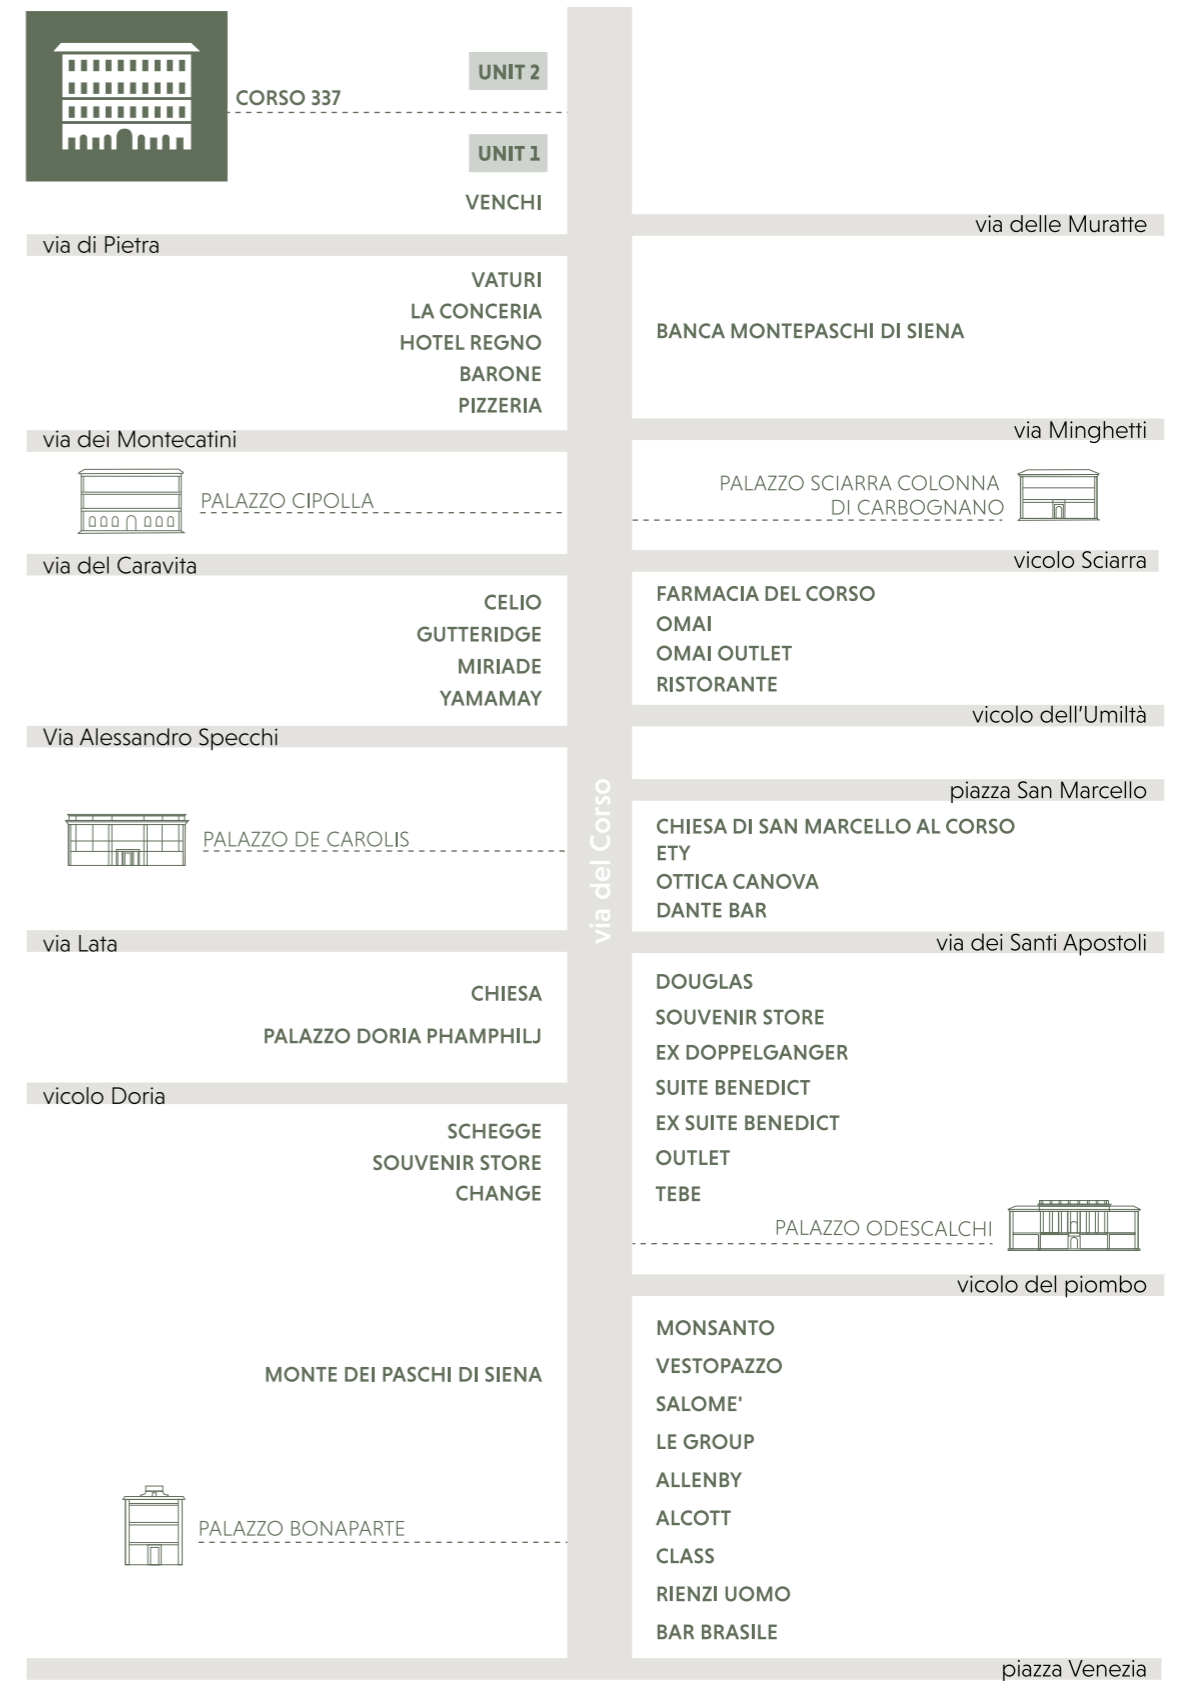 UNIT 2
CORSO 337
UNIT 1
VENCHI
via di Pietra
VATURI
LA CONCERIA
HOTEL REGNO
BARONE
PIZZERIA
via dei Montecatini
PALAZZO CIPOLLA
via del Caravita
CELIO
GUTTERIDGE
MIRIADE
YAMAMAY
Via Alessandro Specchi
PALAZZO DE CAROLIS
via Lata
CHIESA
PALAZZO DORIA PHAMPHILJ
vicolo Doria
SCHEGGE
SOUVENIR STORE
CHANGE
MONTE DEI PASCHI DI SIENA
PALAZZO BONAPARTE
via del Corso
via delle Muratte
BANCA MONTEPASCHI DI SIENA
via Minghetti
PALAZZO SCIARRA COLONNA
DI CARBOGNANO
vicolo Sciarra
FARMACIA DEL CORSO
OMAI
OMAI OUTLET
RISTORANTE
vicolo dell'Umiltà
piazza San Marcello
CHIESA DI SAN MARCELLO AL CORSO
ETY
OTTICA CANOVA
DANTE BAR
via dei Santi Apostoli
DOUGLAS
SOUVENIR STORE
EX DOPPELGANGER
SUITE BENEDICT
EX SUITE BENEDICT
OUTLET
TEBE
PALAZZO ODESCALCHI
vicolo del piombo
MONSANTO
VESTOPAZZO
SALOME'
LE GROUP
ALLENBY
ALCOTT
CLASS
RIENZI UOMO
BAR BRASILE
piazza Venezia